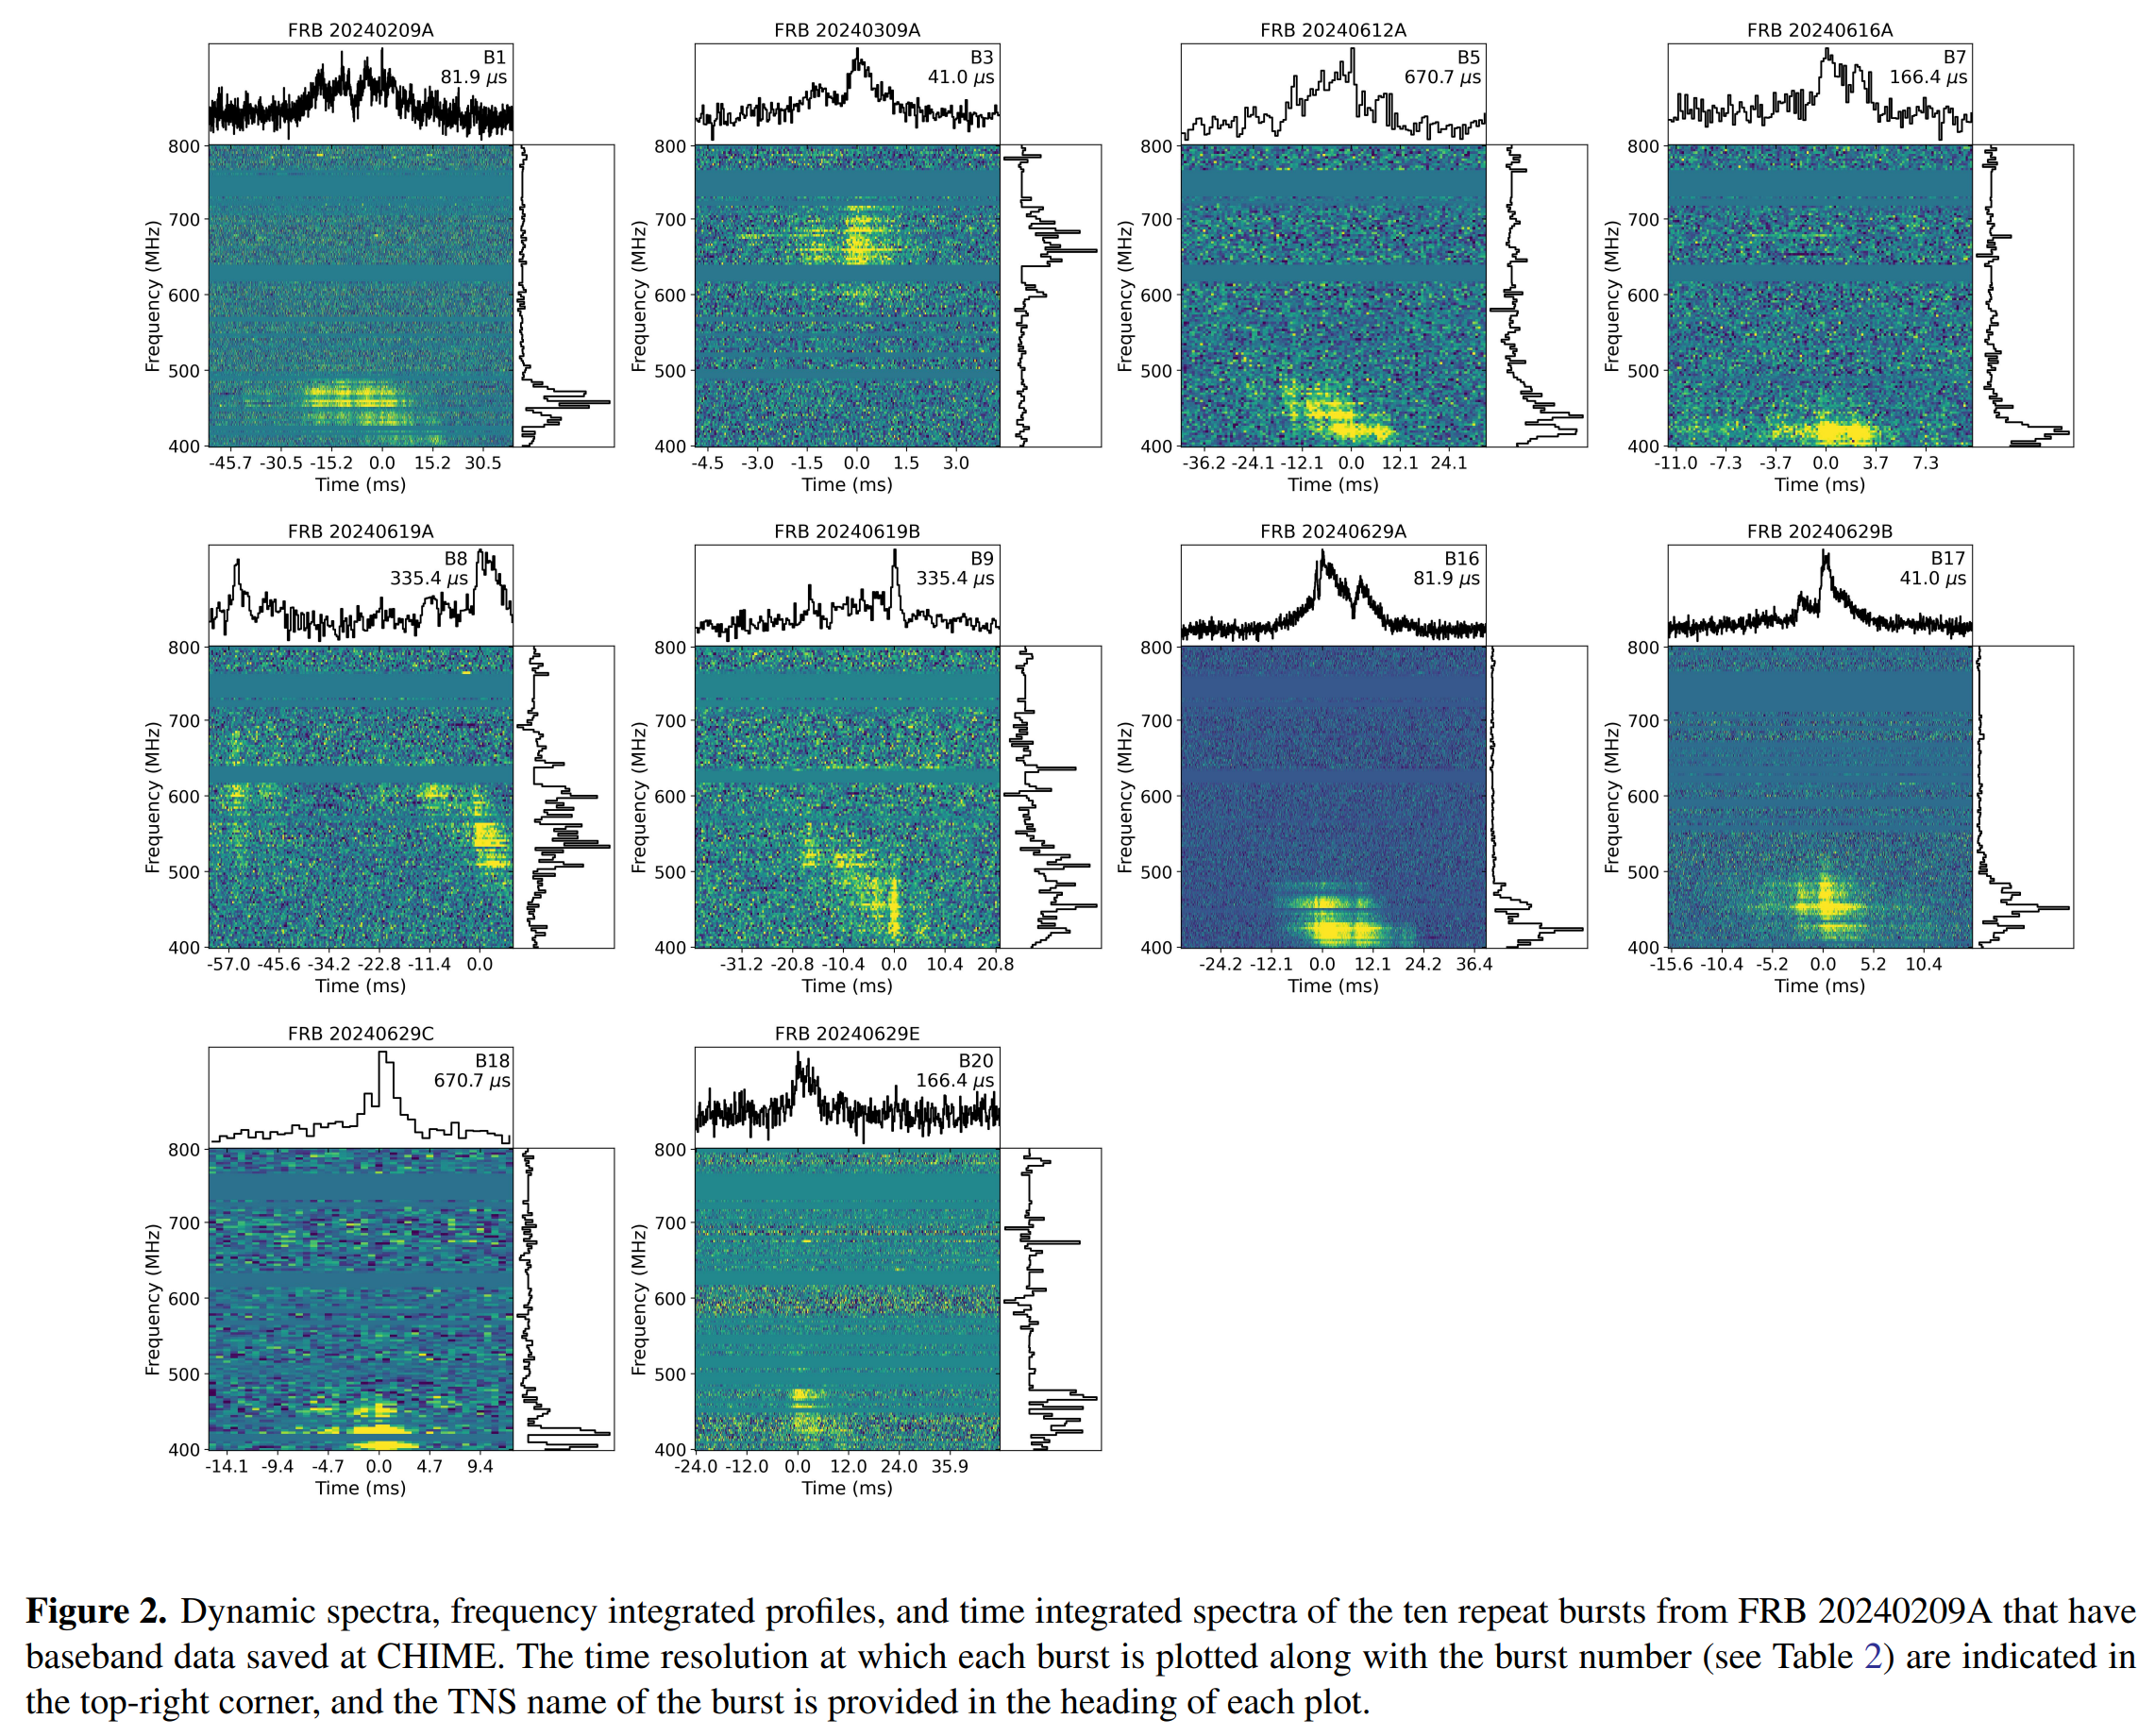 FRB 20240209A
B1
81.9 µs
800
700
600
500
400
Frequency (MHz)
-45.7 -30.5 -15.2 0.0 15.2 30.5
Time (ms)
FRB 20240309A
B3
41.0 µs
800
700
600
500
400
Frequency (MHz)
-4.5 -3.0 -1.5 0.0 1.5 3.0
Time (ms)
FRB 20240612A
B5
670.7 µs
800
700
600
500
400
Frequency (MHz)
-36.2 -24.1 -12.1 0.0 12.1 24.1
Time (ms)
FRB 20240616A
B7
166.4 µs
800
700
600
500
400
Frequency (MHz)
-11.0 -7.3 -3.7 0.0 3.7 7.3
Time (ms)
FRB 20240619A
B8
335.4 µs
800
700
600
500
400
Frequency (MHz)
-57.0 -45.6 -34.2 -22.8 -11.4 0.0
Time (ms)
FRB 20240619B
B9
335.4 µs
800
700
600
500
400
Frequency (MHz)
-31.2 -20.8 -10.4 0.0 10.4 20.8
Time (ms)
FRB 20240629A
B16
81.9 µs
800
700
600
500
400
Frequency (MHz)
-24.2 -12.1 0.0 12.1 24.2 36.4
Time (ms)
FRB 20240629B
B17
41.0 µs
800
700
600
500
400
Frequency (MHz)
-15.6 -10.4 -5.2 0.0 5.2 10.4
Time (ms)
FRB 20240629C
B18
670.7 µs
800
700
600
500
400
Frequency (MHz)
-14.1 -9.4 -4.7 0.0 4.7 9.4
Time (ms)
FRB 20240629E
B20
166.4 µs
800
700
600
500
400
Frequency (MHz)
-24.0 -12.0 0.0 12.0 24.0 35.9
Time (ms)
Figure 2. Dynamic spectra, frequency integrated profiles, and time integrated spectra of the ten repeat bursts from FRB 20240209A that have
baseband data saved at CHIME. The time resolution at which each burst is plotted along with the burst number (see Table 2) are indicated in
the top-right corner, and the TNS name of the burst is provided in the heading of each plot.